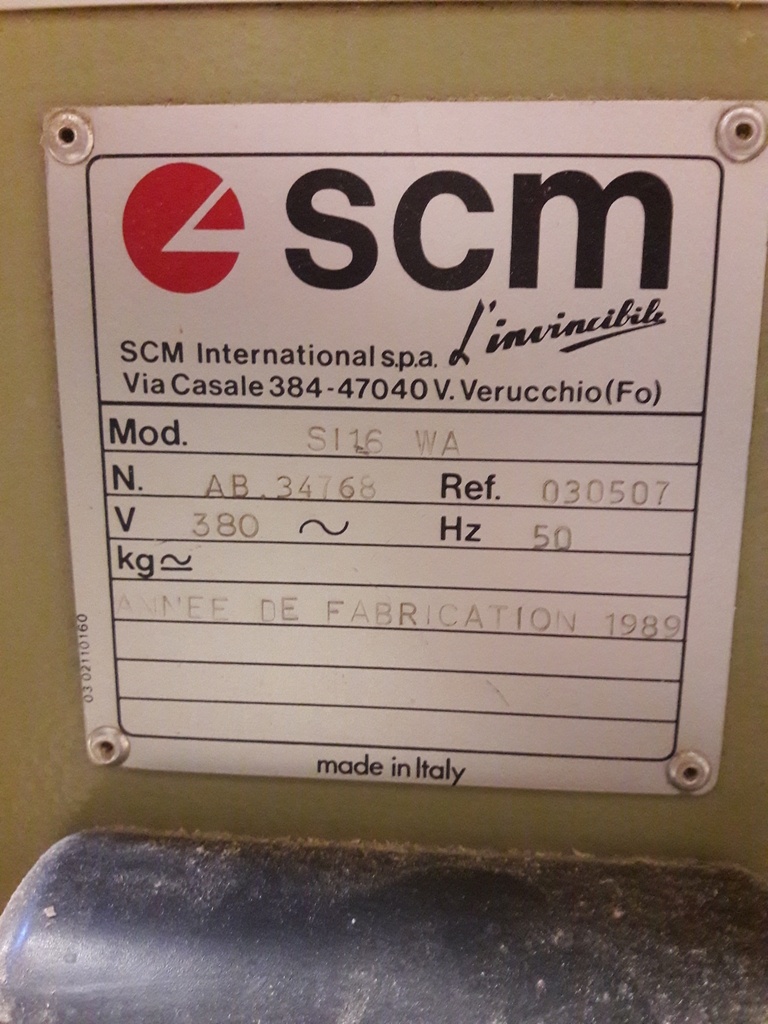 scm
L'invincibile
SCM International s.p.a.
Via Casale 384-47040 V. Verucchio (Fo)
Mod. SI16 WA
N. AB.34768 Ref. 030507
V 380 ~ Hz 50
kg≃
ANNEE DE FABRICATION 1989
03 02110160
made in Italy